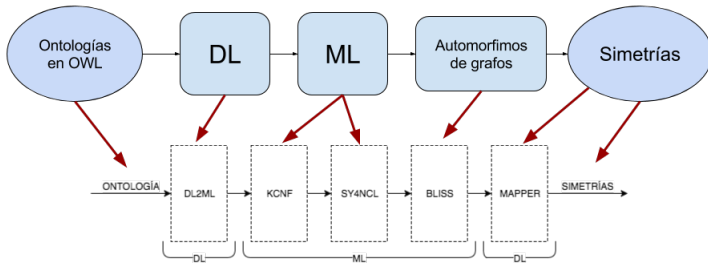 Ontologías
en OWL
DL
ML
Automorfimos
de grafos
Simetrías
ONTOLOGÍA
DL2ML
KCNF
SY4NCL
BLISS
MAPPER
SIMETRÍAS
DL
ML
DL